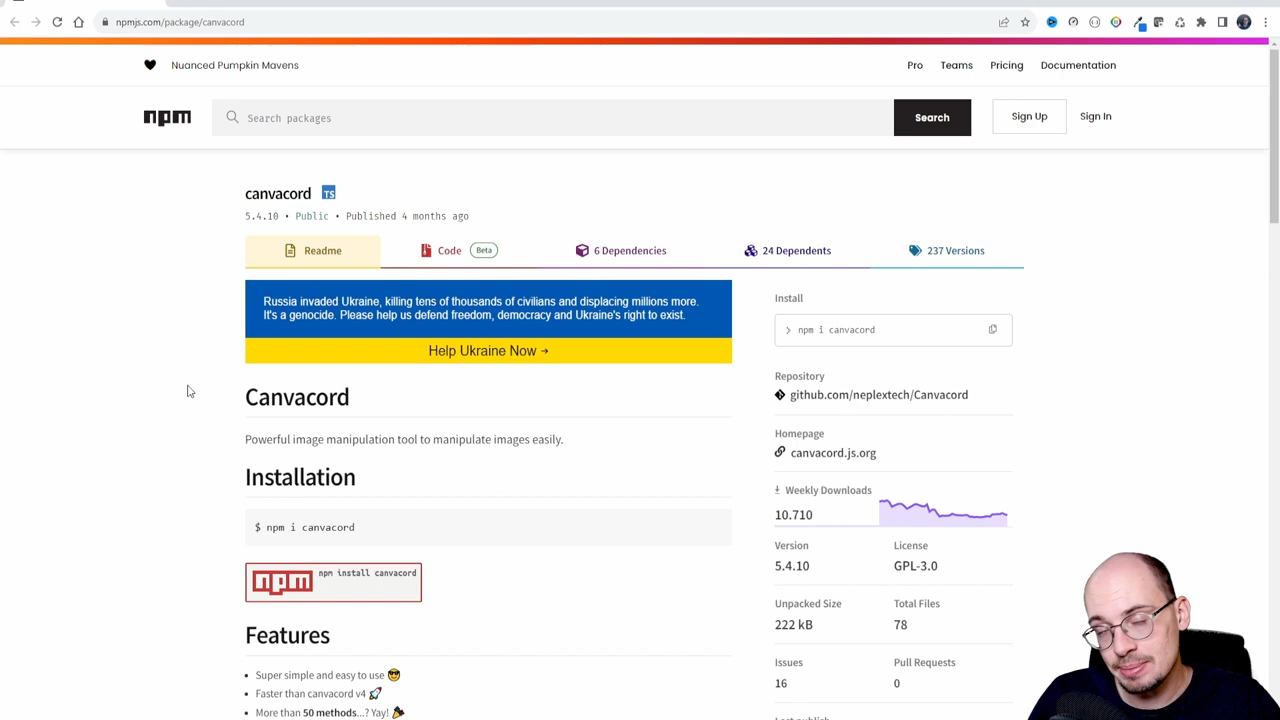 npmjs.com/package/canvacord
Nuanced Pumpkin Mavens
Pro
Teams
Pricing
Documentation
npm
Search packages
Search
Sign Up
Sign In
canvacord TS
5.4.10 • Public • Published 4 months ago
Readme
Code Beta
6 Dependencies
24 Dependents
237 Versions
Russia invaded Ukraine, killing tens of thousands of civilians and displacing millions more.
It's a genocide. Please help us defend freedom, democracy and Ukraine's right to exist.
Help Ukraine Now →
Canvacord
Powerful image manipulation tool to manipulate images easily.
Installation
$ npm i canvacord
npm npm install canvacord
Features
• Super simple and easy to use 😎
• Faster than canvacord v4 🚀
• More than 50 methods...? Yay! 🎉
Install
> npm i canvacord
Repository
github.com/neplextech/Canvacord
Homepage
canvacord.js.org
Weekly Downloads
10.710
Version
License
5.4.10
GPL-3.0
Unpacked Size
Total Files
222 kB
78
Issues
Pull Requests
16
0